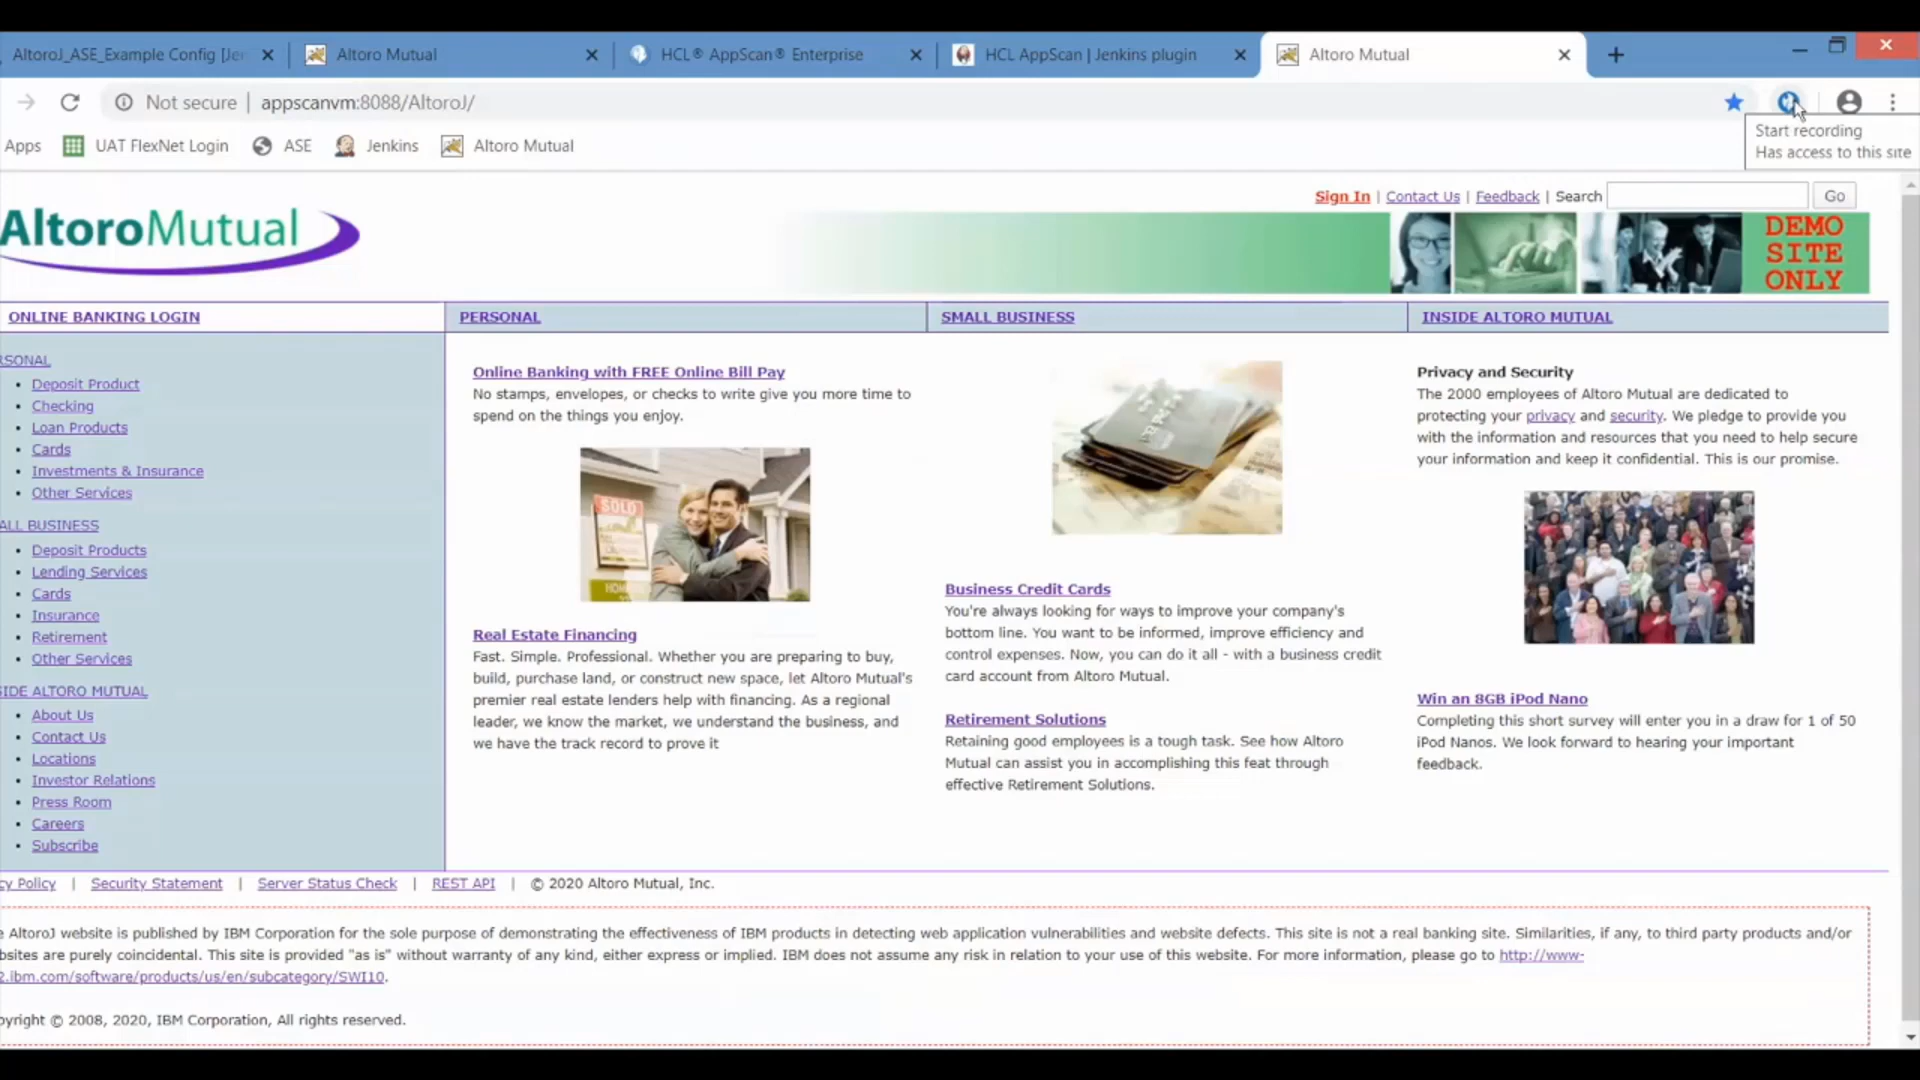 AltoroJ_ASE_Example Config [Je
Altoro Mutual
HCL® AppScan® Enterprise
HCL AppScan | Jenkins plugin
Altoro Mutual
Not secure | appscanvm:8088/AltoroJ/
Start recording
Has access to this site
Apps
UAT FlexNet Login
ASE
Jenkins
Altoro Mutual
Sign In | Contact Us | Feedback | Search
Go
AltoroMutual
DEMO
SITE
ONLY
ONLINE BANKING LOGIN
PERSONAL
SMALL BUSINESS
INSIDE ALTORO MUTUAL
RSONAL
• Deposit Product
• Checking
• Loan Products
• Cards
• Investments & Insurance
• Other Services
ALL BUSINESS
• Deposit Products
• Lending Services
• Cards
• Insurance
• Retirement
• Other Services
SIDE ALTORO MUTUAL
• About Us
• Contact Us
• Locations
• Investor Relations
• Press Room
• Careers
• Subscribe
Online Banking with FREE Online Bill Pay
No stamps, envelopes, or checks to write give you more time to
spend on the things you enjoy.
SOLD
HOM
Real Estate Financing
Fast. Simple. Professional. Whether you are preparing to buy,
build, purchase land, or construct new space, let Altoro Mutual's
premier real estate lenders help with financing. As a regional
leader, we know the market, we understand the business, and
we have the track record to prove it
Business Credit Cards
You're always looking for ways to improve your company's
bottom line. You want to be informed, improve efficiency and
control expenses. Now, you can do it all - with a business credit
card account from Altoro Mutual.
Retirement Solutions
Retaining good employees is a tough task. See how Altoro
Mutual can assist you in accomplishing this feat through
effective Retirement Solutions.
Privacy and Security
The 2000 employees of Altoro Mutual are dedicated to
protecting your privacy and security. We pledge to provide you
with the information and resources that you need to help secure
your information and keep it confidential. This is our promise.
Win an 8GB iPod Nano
Completing this short survey will enter you in a draw for 1 of 50
iPod Nanos. We look forward to hearing your important
feedback.
cy Policy | Security Statement | Server Status Check | REST API | © 2020 Altoro Mutual, Inc.
e AltoroJ website is published by IBM Corporation for the sole purpose of demonstrating the effectiveness of IBM products in detecting web application vulnerabilities and website defects. This site is not a real banking site. Similarities, if any, to third party products and/or
bsites are purely coincidental. This site is provided "as is" without warranty of any kind, either express or implied. IBM does not assume any risk in relation to your use of this website. For more information, please go to http://www-
2.ibm.com/software/products/us/en/subcategory/SWI10.
pyright © 2008, 2020, IBM Corporation, All rights reserved.